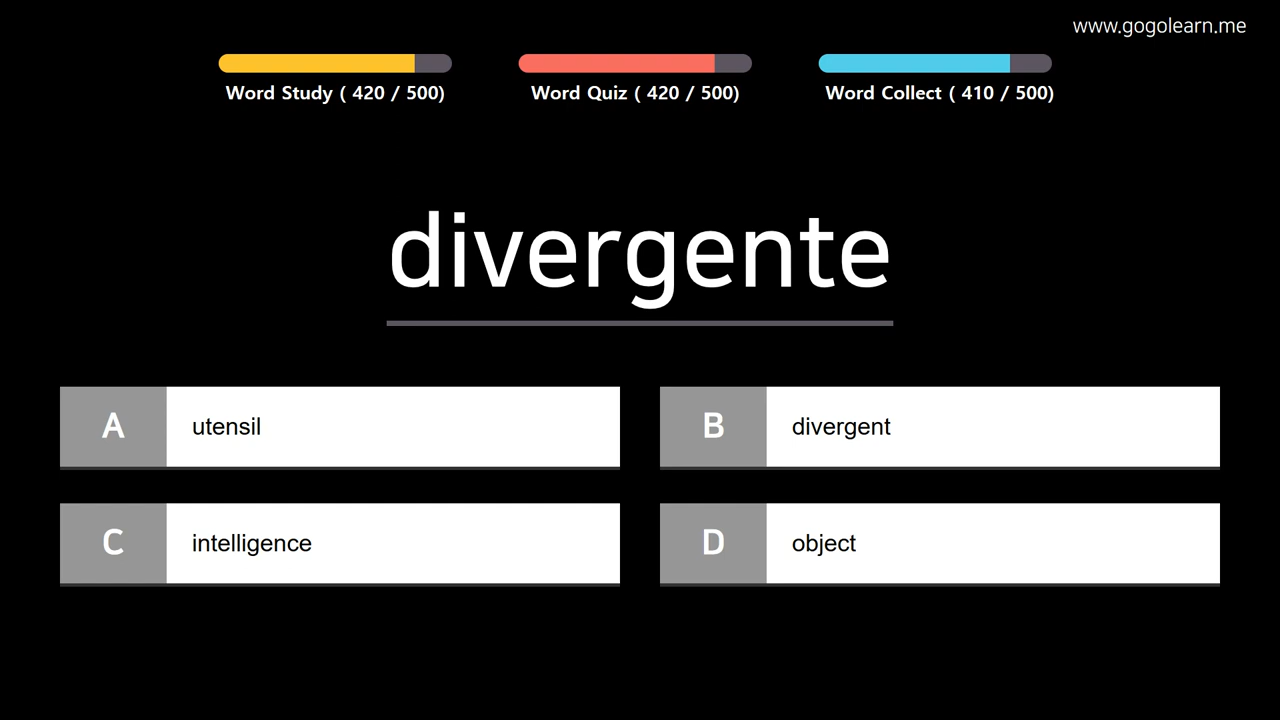 www.gogolearn.me
Word Study ( 420 / 500)
Word Quiz ( 420 / 500)
Word Collect ( 410 / 500)
divergente
A utensil
B divergent
C intelligence
D object